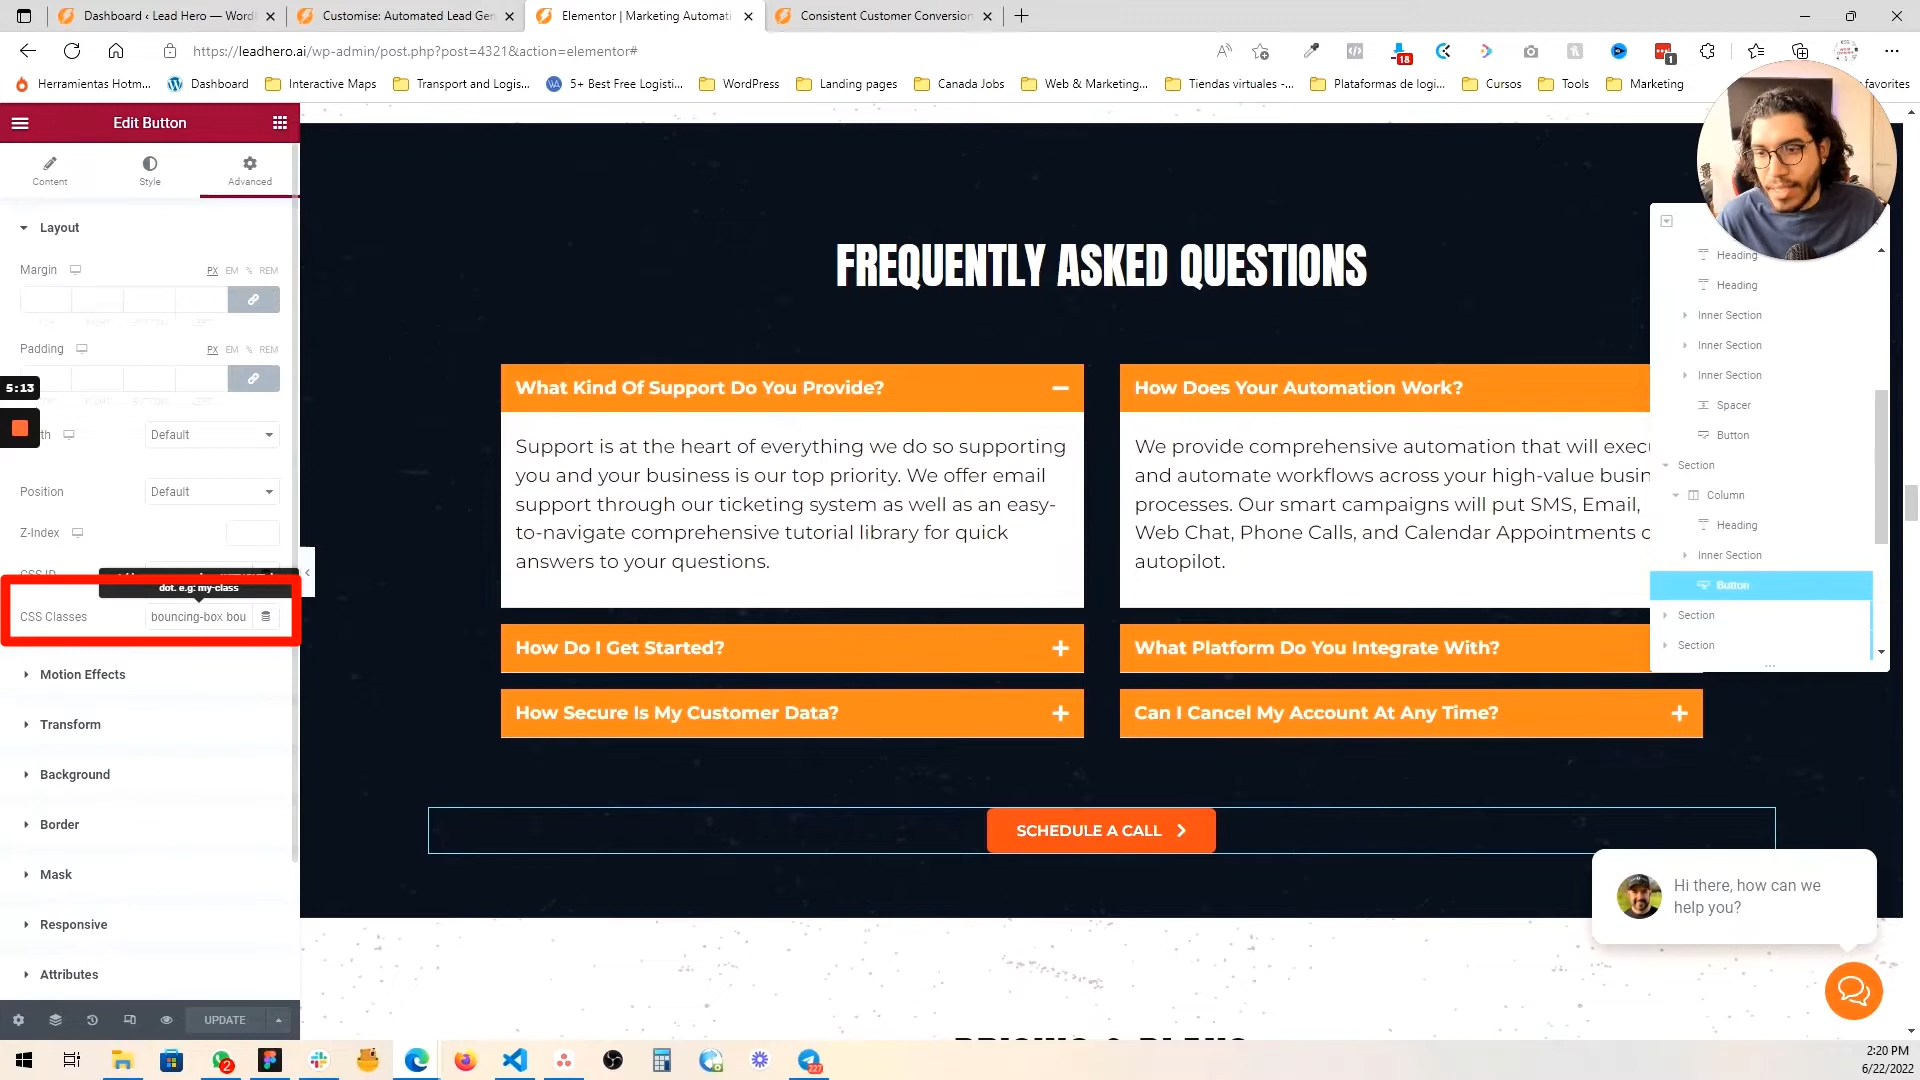 Dashboard ‹ Lead Hero — Word
Customise: Automated Lead Gen
Elementor | Marketing Automati
Consistent Customer Conversion
https://leadhero.ai/wp-admin/post.php?post=4321&action=elementor#
18
1
Herramientas Hotm...
Dashboard
Interactive Maps
Transport and Logis...
5+ Best Free Logisti...
WordPress
Landing pages
Canada Jobs
Web & Marketing...
Tiendas virtuales -...
Plataformas de logi...
Cursos
Tools
Marketing
favorites
Edit Button
Content
Style
Advanced
Layout
Margin
PX EM % REM
Padding
PX EM % REM
5:13
th
Default
Position
Default
Z-Index
dot. e.g: my-class
CSS Classes
bouncing-box bou
Motion Effects
Transform
Background
Border
Mask
Responsive
Attributes
UPDATE
FREQUENTLY ASKED QUESTIONS
What Kind Of Support Do You Provide?
Support is at the heart of everything we do so supporting
you and your business is our top priority. We offer email
support through our ticketing system as well as an easy-
to-navigate comprehensive tutorial library for quick
answers to your questions.
How Do I Get Started?
How Secure Is My Customer Data?
How Does Your Automation Work?
We provide comprehensive automation that will execu
and automate workflows across your high-value busin
processes. Our smart campaigns will put SMS, Email,
Web Chat, Phone Calls, and Calendar Appointments o
autopilot.
What Platform Do You Integrate With?
Can I Cancel My Account At Any Time?
SCHEDULE A CALL
Heading
Heading
Inner Section
Inner Section
Inner Section
Spacer
Button
Section
Column
Heading
Inner Section
Button
Section
Section
Hi there, how can we
help you?
2
227
2:20 PM
6/22/2022